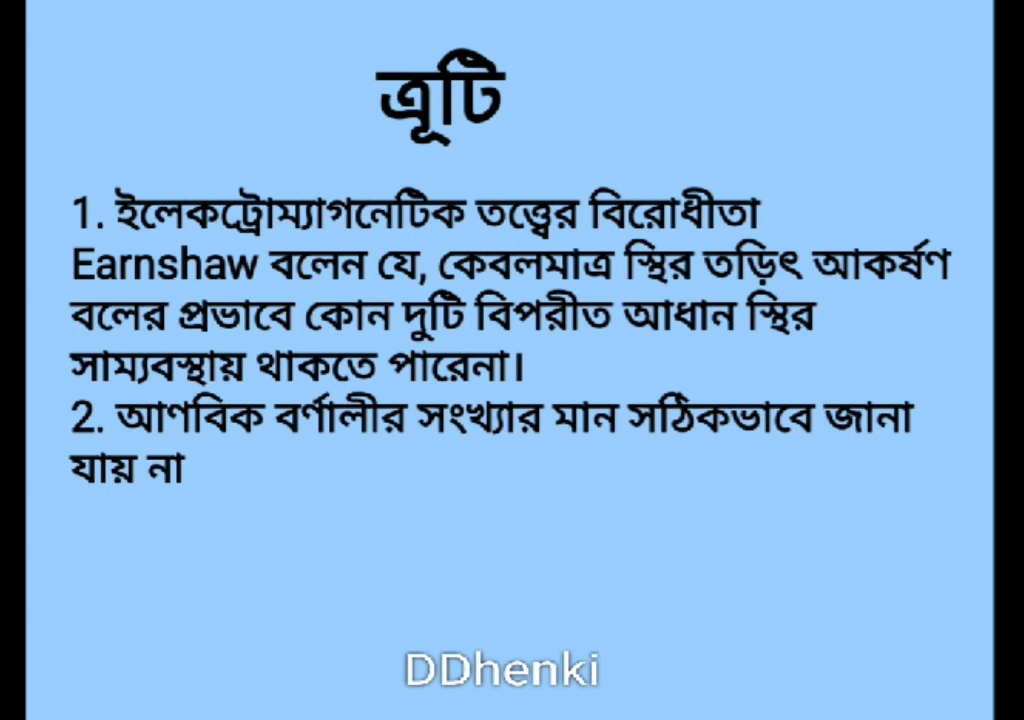 ত্রূটি
1. ইলেকট্রোম্যাগনেটিক তত্ত্বের বিরোধীতা
Earnshaw বলেন যে, কেবলমাত্র স্থির তড়িৎ আকর্ষণ
বলের প্রভাবে কোন দুটি বিপরীত আধান স্থির
সাম্যবস্থায় থাকতে পারেনা।
2. আণবিক বর্ণালীর সংখ্যার মান সঠিকভাবে জানা
যায় না
DDhenki